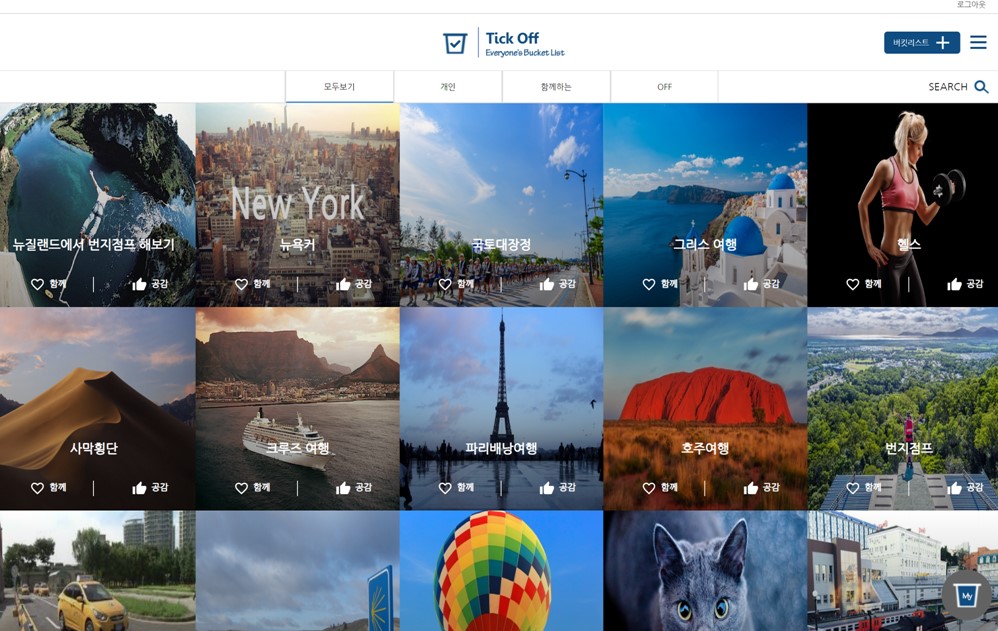 로그아웃
Tick Off
Everyone's Bucket List
버킷리스트
모두보기
개인
함께하는
OFF
SEARCH
뉴질랜드에서 번지점프 해보기
함께
공감
New York
뉴욕커
함께
공감
국토대장정
함께
공감
그리스 여행
함께
공감
헬스
함께
공감
사막횡단
함께
공감
크루즈 여행
함께
공감
파리배낭여행
함께
공감
호주여행
함께
공감
번지점프
함께
공감
My